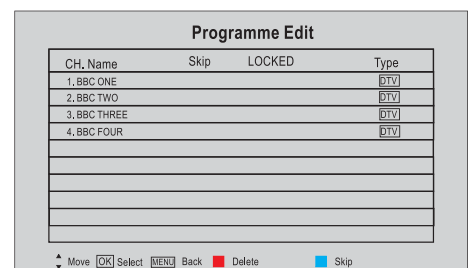 Programme Edit
CH. Name Skip LOCKED Type
1. BBC ONE DTV
2. BBC TWO DTV
3. BBC THREE DTV
4. BBC FOUR DTV
Move OK Select MENU Back Delete Skip